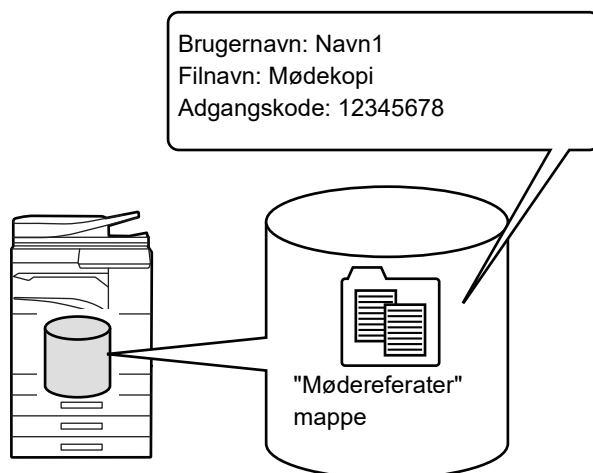 Brugernavn: Navn1
Filnavn: Mødekopi
Adgangskode: 12345678
"Mødereferater"
mappe